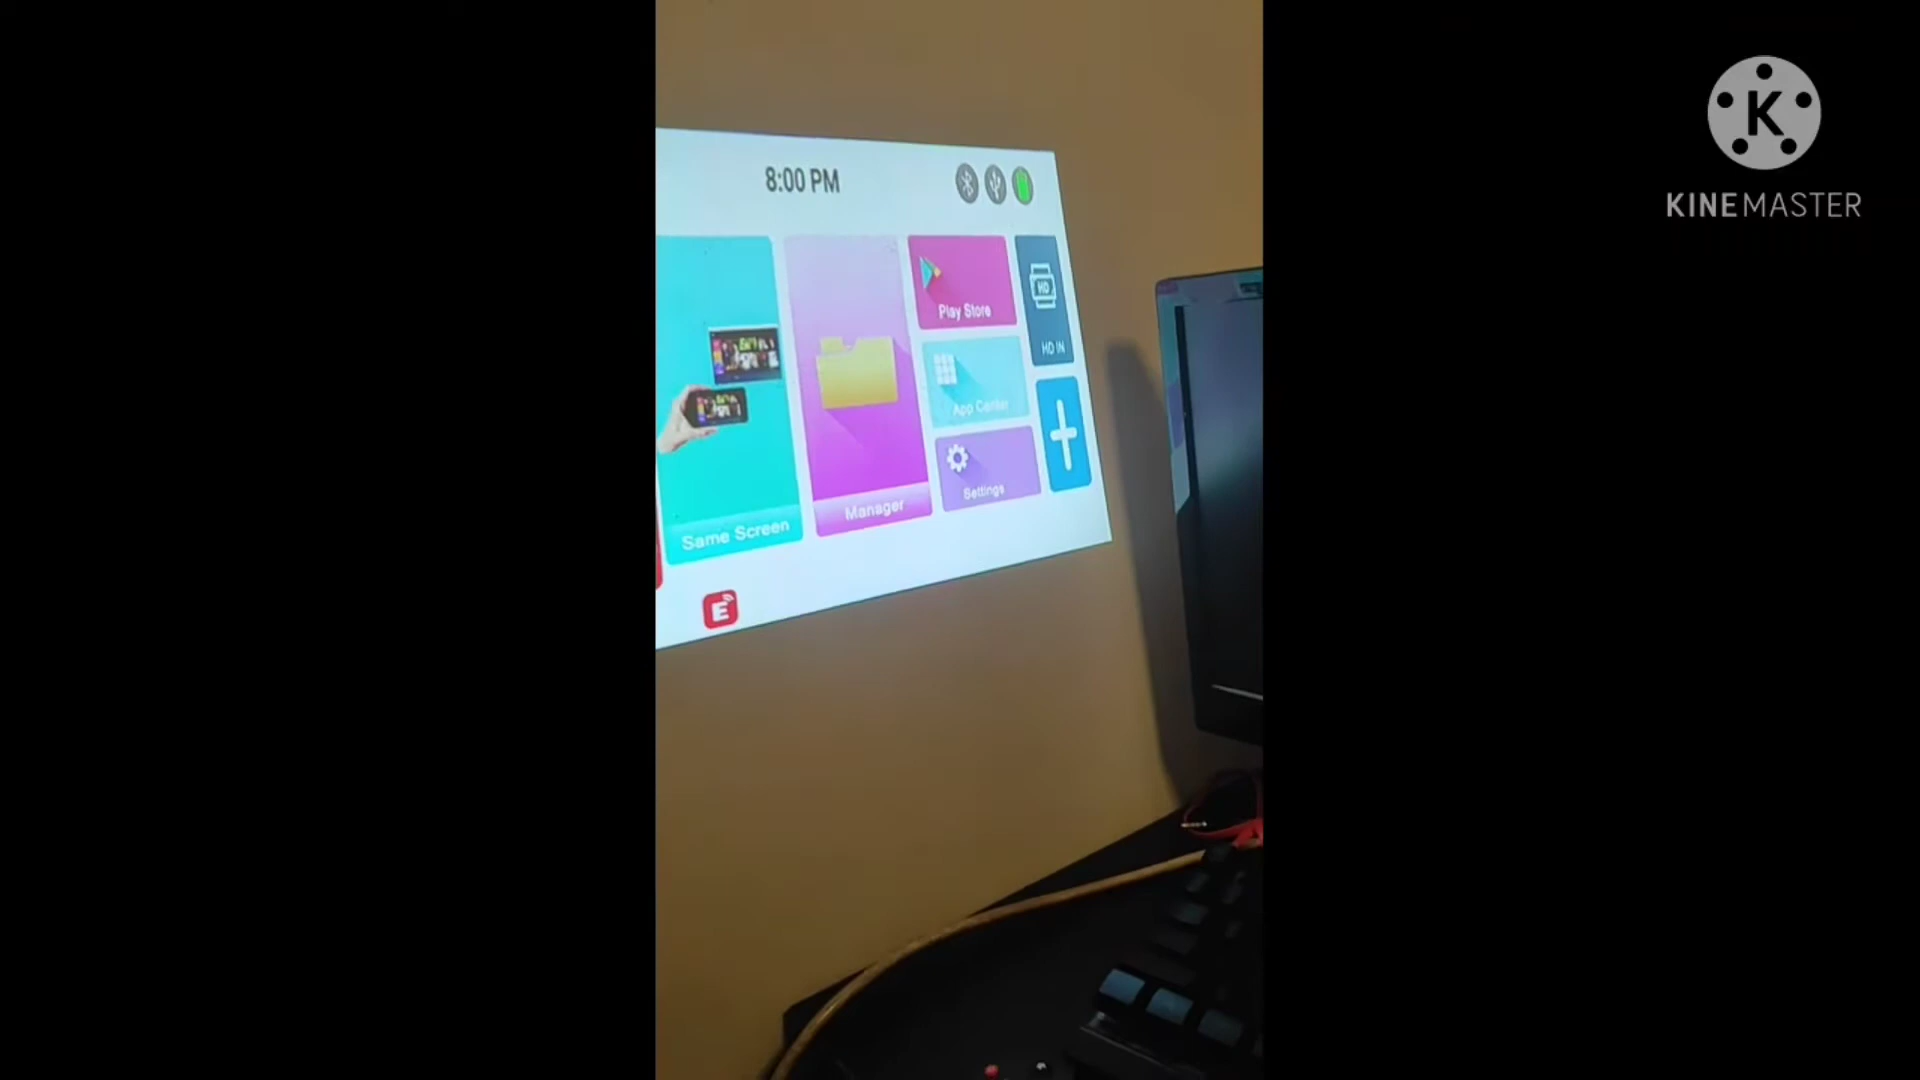 8:00 PM
Play Store
HD
HD IN
App Center
Settings
Manager
Same Screen
E
K
KINEMASTER